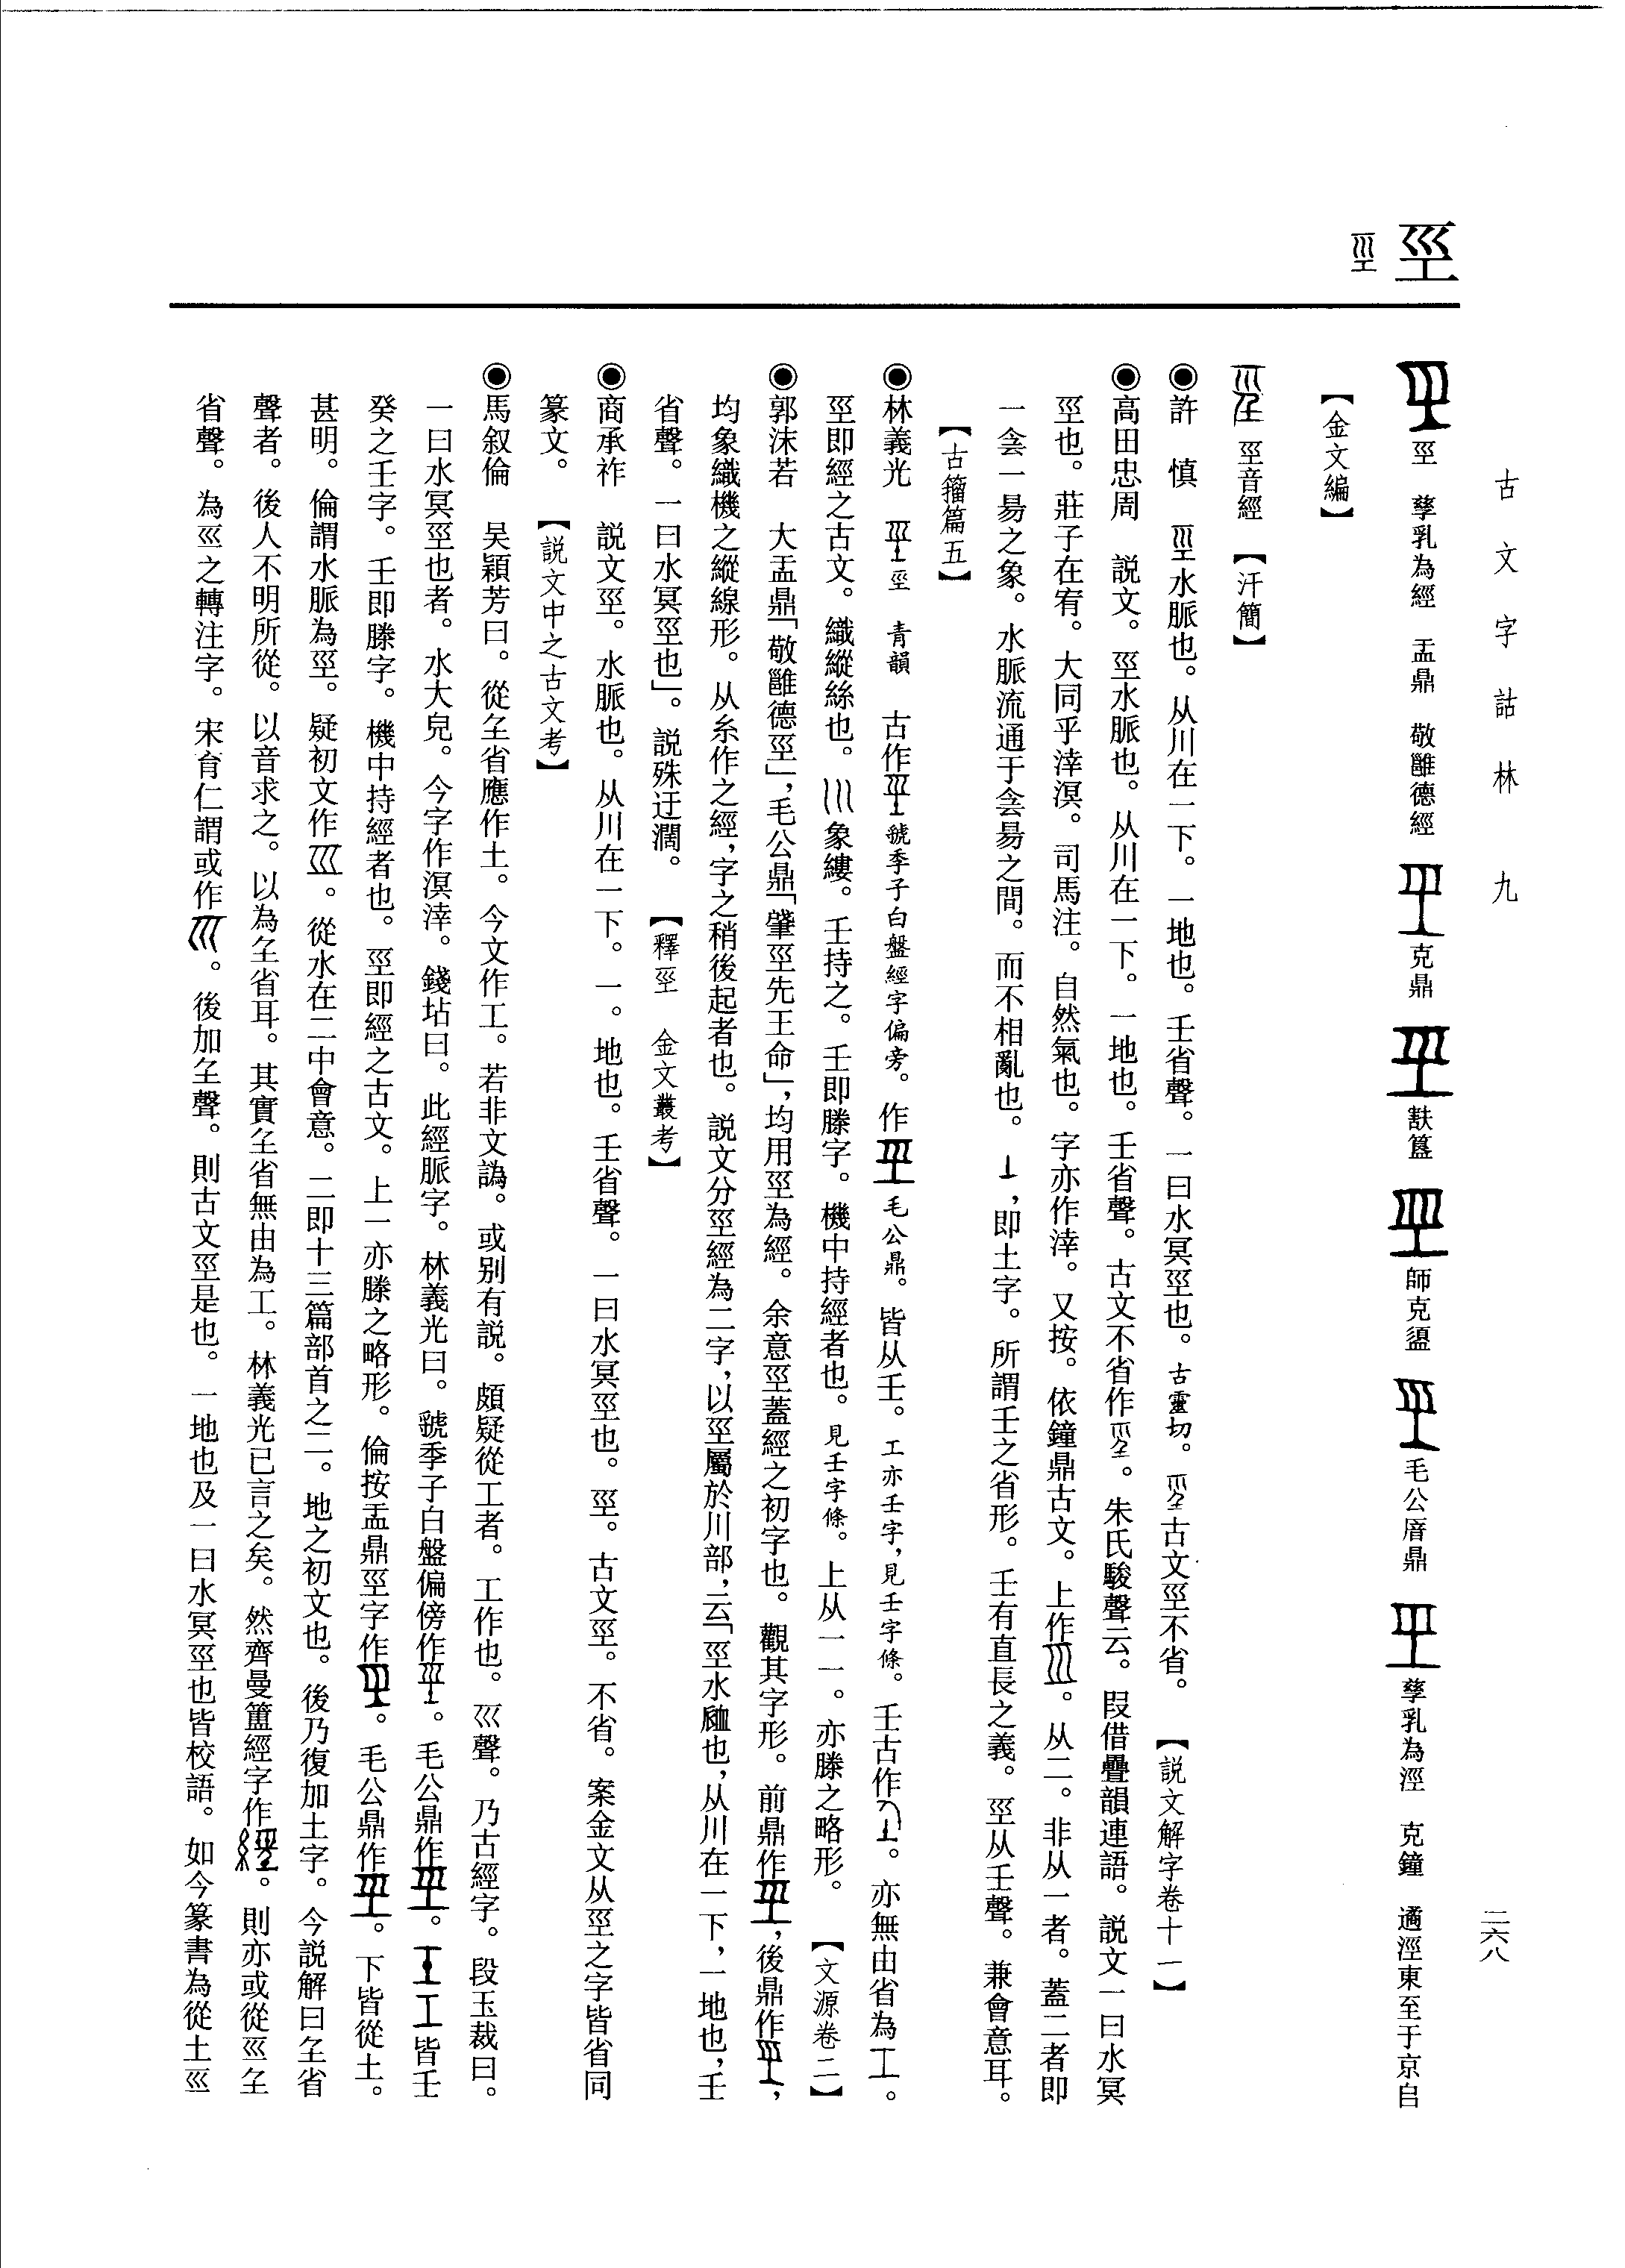 古文字詁林 九
二六八
巠
巠 孳乳為經 盂鼎 敬雝德經 克鼎 㝬簋 師克盨 毛公厝鼎 孳乳為涇 克鐘 遹涇東至于京𠂤
【金文編】
巠音經 【汗簡】
◉許 慎 巠水脈也。从川在一下。一地也。壬省聲。一曰水冥巠也。古靈切。古文巠不省。 【説文解字卷十一】
◉高田忠周 説文。巠水脈也。从川在一下。一地也。壬省聲。古文不省作。朱氏駿聲云。叚借疊韻連語。説文一曰水冥
巠也。莊子在宥。大同乎涬溟。司馬注。自然氣也。字亦作涬。又按。依鐘鼎古文。上作。从二。非从一者。蓋二者即
一侌一昜之象。水脈流通于侌昜之間。而不相亂也。,即土字。所謂壬之省形。壬有直長之義。巠从壬聲。兼會意耳。
【古籀篇五】
◉林義光 巠 青韻 古作虢季子白盤經字偏旁。作毛公鼎。皆从壬。工亦壬字,見壬字條。壬古作。亦無由省為工。
巠即經之古文。織縱絲也。巛象縷。壬持之。壬即滕字。機中持經者也。見壬字條。上从一一。亦滕之略形。 【文源卷二】
◉郭沫若 大盂鼎「敬雝德巠」,毛公鼎「肇巠先王命」,均用巠為經。余意巠蓋經之初字也。觀其字形。前鼎作,後鼎作,
均象織機之縱線形。从糸作之經,字之稍後起者也。説文分巠經為二字,以巠屬於川部,云「巠水𧖴也,从川在一下,一地也,壬
省聲。一曰水冥巠也」。説殊迂濶。 【釋巠 金文叢考】
◉商承祚 説文巠。水脈也。从川在一下。一。地也。壬省聲。一曰水冥巠也。巠。古文巠。不省。案金文从巠之字皆省同
篆文。 【説文中之古文考】
◉馬叙倫 吴穎芳曰。從𡈼省應作土。今文作工。若非文譌。或别有説。頗疑從工者。工作也。巛聲。乃古經字。段玉裁曰。
一曰水冥巠也者。水大皃。今字作溟涬。錢坫曰。此經脈字。林義光曰。虢季子白盤偏傍作。毛公鼎作。工皆壬
癸之壬字。壬即滕字。機中持經者也。巠即經之古文。上一亦滕之略形。倫按盂鼎巠字作。毛公鼎作。下皆從土。
甚明。倫謂水脈為巠。疑初文作。從水在二中會意。二即十三篇部首之二。地之初文也。後乃復加土字。今説解曰𡈼省
聲者。後人不明所從。以音求之。以為𡈼省耳。其實𡈼省無由為工。林義光已言之矣。然齊曼簠經字作。則亦或從巛𡈼
省聲。為巛之轉注字。宋育仁謂或作。後加𡈼聲。則古文巠是也。一地也及一曰水冥巠也皆校語。如今篆書為從土巛